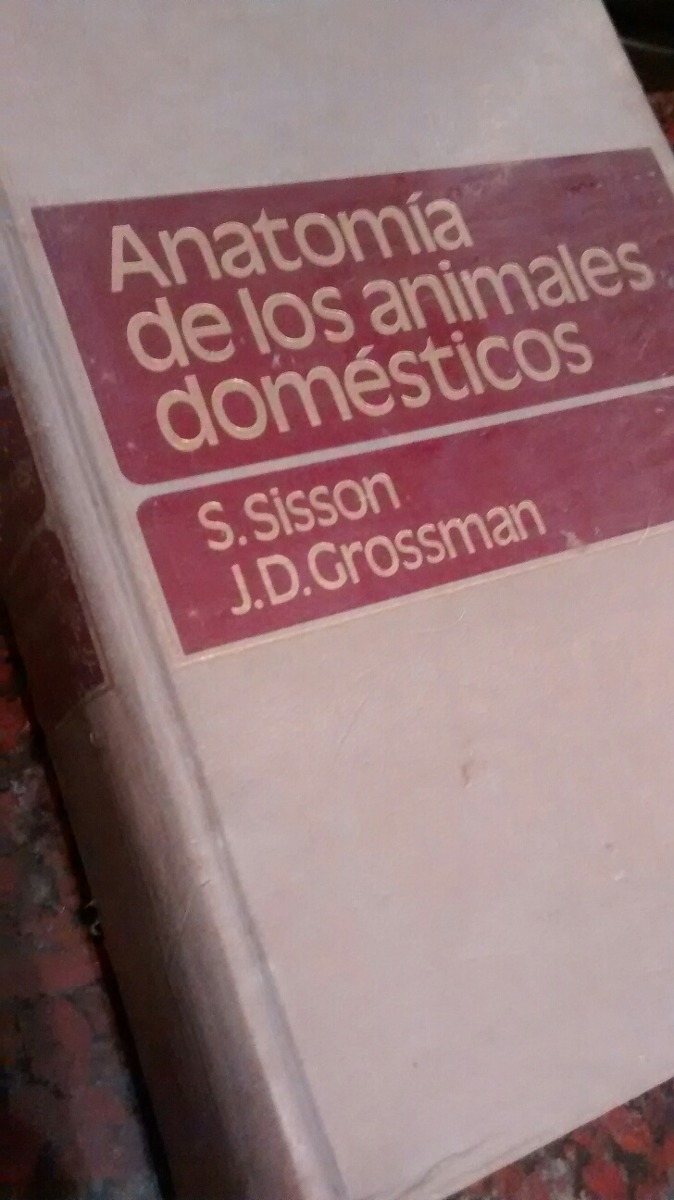 Anatomía
de los animales
domésticos
S. Sisson
J.D. Grossman